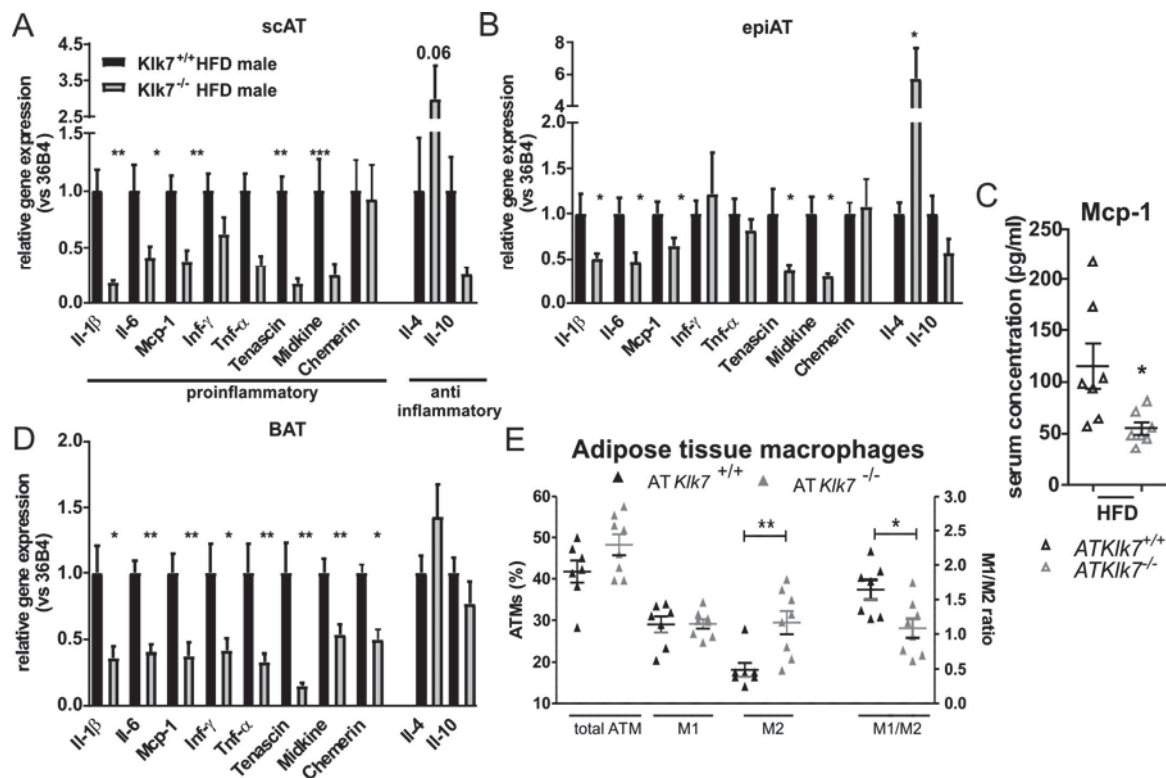 A
scAT
relative gene expression
(vs 36B4)
4.5
3.5
2.5
1.5
1.0
0.5
0.0
Klk7+/+HFD male
Klk7-/- HFD male
0.06
** * ** ** ***
Il-1β Il-6 Mcp-1 Inf-γ Tnf-α Tenascin Midkine Chemerin Il-4 Il-10
proinflammatory
anti
inflammatory
B
epiAT
relative gene expression
(vs 36B4)
8
6
4
2
1.5
1.0
0.5
0.0
*
* * * * *
Il-1β Il-6 Mcp-1 Inf-γ Tnf-α Tenascin Midkine Chemerin Il-4 Il-10
C
Mcp-1
serum concentration (pg/ml)
250
200
150
100
50
0
*
HFD
ATKlk7+/+
ATKlk7-/-
D
BAT
relative gene expression
(vs 36B4)
2.0
1.5
1.0
0.5
0.0
* ** ** * ** ** ** *
Il-1β Il-6 Mcp-1 Inf-γ Tnf-α Tenascin Midkine Chemerin Il-4 Il-10
E
Adipose tissue macrophages
AT Klk7 +/+ AT Klk7 -/-
ATMs (%)
60
50
40
30
20
10
** *
3.0
2.5
2.0
1.5
1.0
0.5
0.0
M1/M2 ratio
total ATM M1 M2 M1/M2